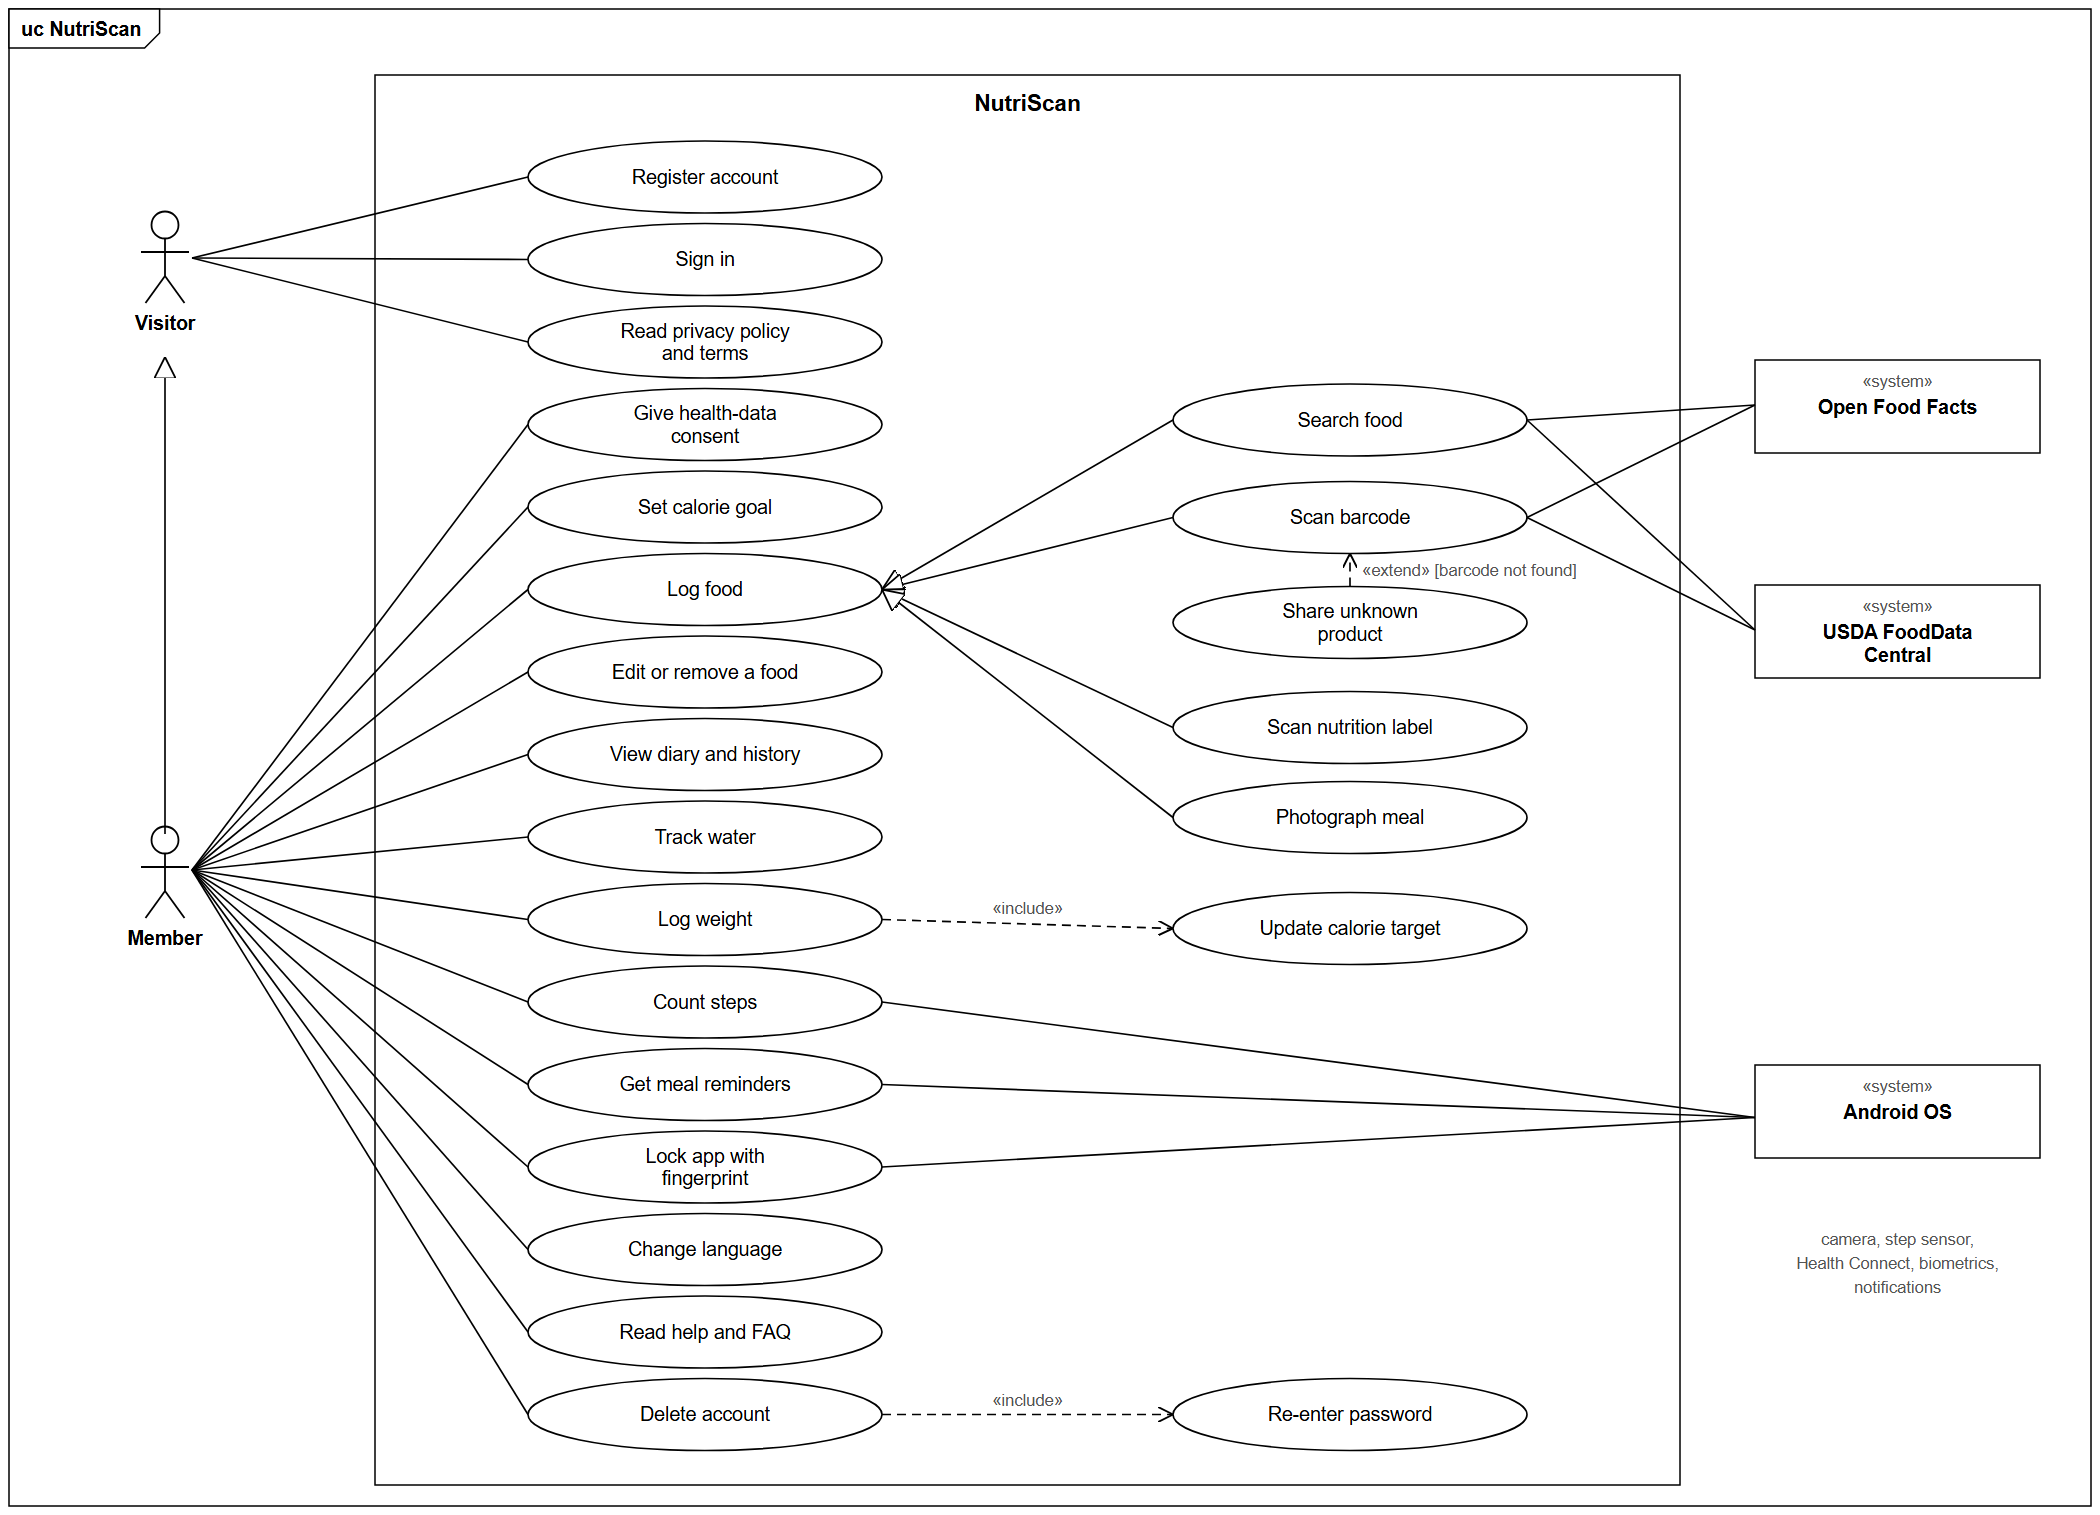 uc NutriScan
NutriScan
Register account
Sign in
Read privacy policy
and terms
Visitor
Give health-data
consent
Set calorie goal
Log food
Edit or remove a food
View diary and history
Track water
Log weight
Member
Count steps
Get meal reminders
Lock app with
fingerprint
Change language
Read help and FAQ
Delete account
Search food
Scan barcode
«extend» [barcode not found]
Share unknown
product
Scan nutrition label
Photograph meal
«include»
Update calorie target
«include»
Re-enter password
«system»
Open Food Facts
«system»
USDA FoodData
Central
«system»
Android OS
camera, step sensor,
Health Connect, biometrics,
notifications